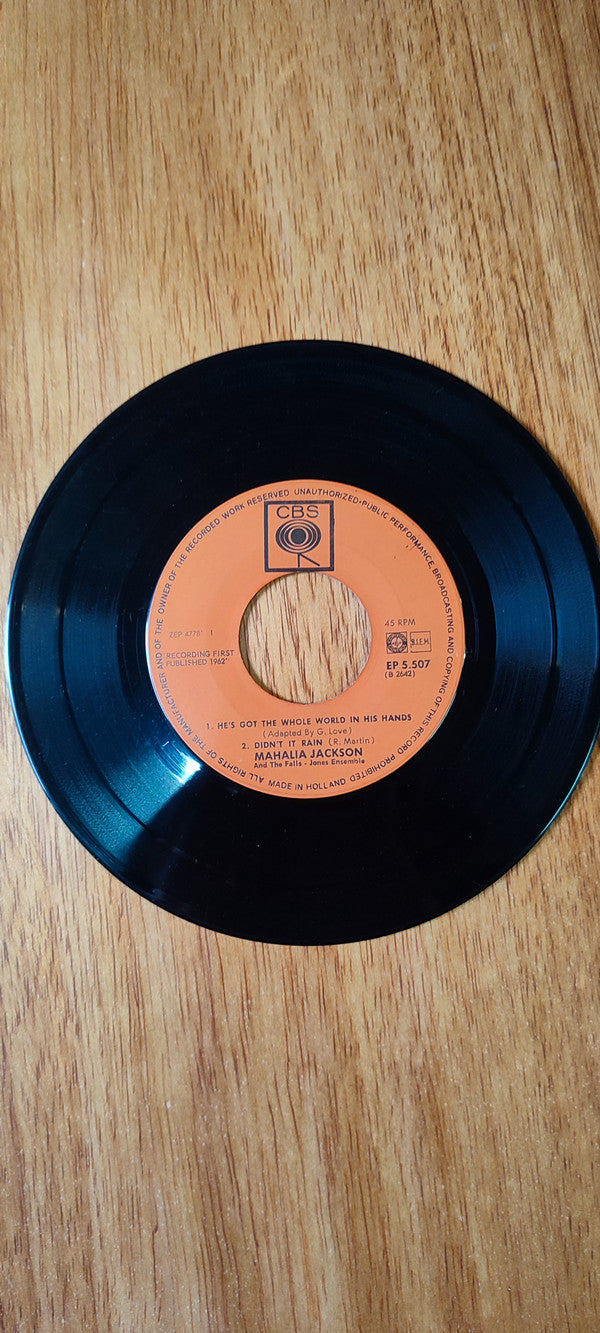 ALL RIGHTS OF THE MANUFACTURER AND OF THE OWNER OF THE RECORDED WORK RESERVED UNAUTHORIZED•PUBLIC PERFORMANCE, BROADCASTING AND COPYING OF THIS RECORD PROHIBITED
CBS
ZEP 4778' 1
45 RPM
RECORDING FIRST
PUBLISHED 1962
B.I.E.M.
EP 5.507
(B 2642)
1. HE'S GOT THE WHOLE WORLD IN HIS HANDS
(Adapted By G. Love)
2. DIDN'T IT RAIN (R. Martin)
MAHALIA JACKSON
And The Falls - Jones Ensemble
MADE IN HOLLAND